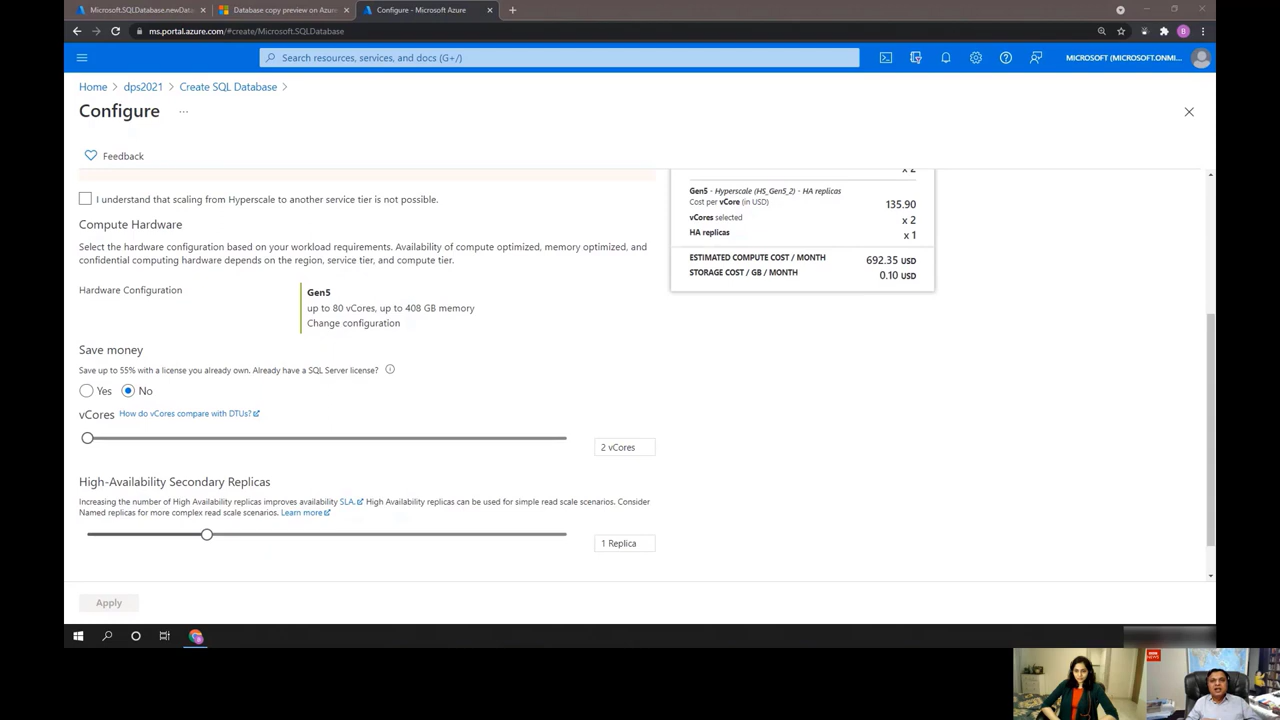 Microsoft.SQLDatabase.newData
Database copy preview on Azure
Configure - Microsoft Azure
ms.portal.azure.com/#create/Microsoft.SQLDatabase
B
Search resources, services, and docs (G+/)
MICROSOFT (MICROSOFT.ONMI...
Home > dps2021 > Create SQL Database >
Configure ...
Feedback
x 2
I understand that scaling from Hyperscale to another service tier is not possible.
Compute Hardware
Select the hardware configuration based on your workload requirements. Availability of compute optimized, memory optimized, and
confidential computing hardware depends on the region, service tier, and compute tier.
Hardware Configuration
Gen5
up to 80 vCores, up to 408 GB memory
Change configuration
Save money
Save up to 55% with a license you already own. Already have a SQL Server license?
Yes No
vCores How do vCores compare with DTUs?
2 vCores
High-Availability Secondary Replicas
Increasing the number of High Availability replicas improves availability SLA. High Availability replicas can be used for simple read scale scenarios. Consider
Named replicas for more complex read scale scenarios. Learn more
1 Replica
Apply
Gen5 - Hyperscale (HS_Gen5_2) - HA replicas
Cost per vCore (in USD) 135.90
vCores selected x 2
HA replicas x 1
ESTIMATED COMPUTE COST / MONTH 692.35 USD
STORAGE COST / GB / MONTH 0.10 USD
NEWS